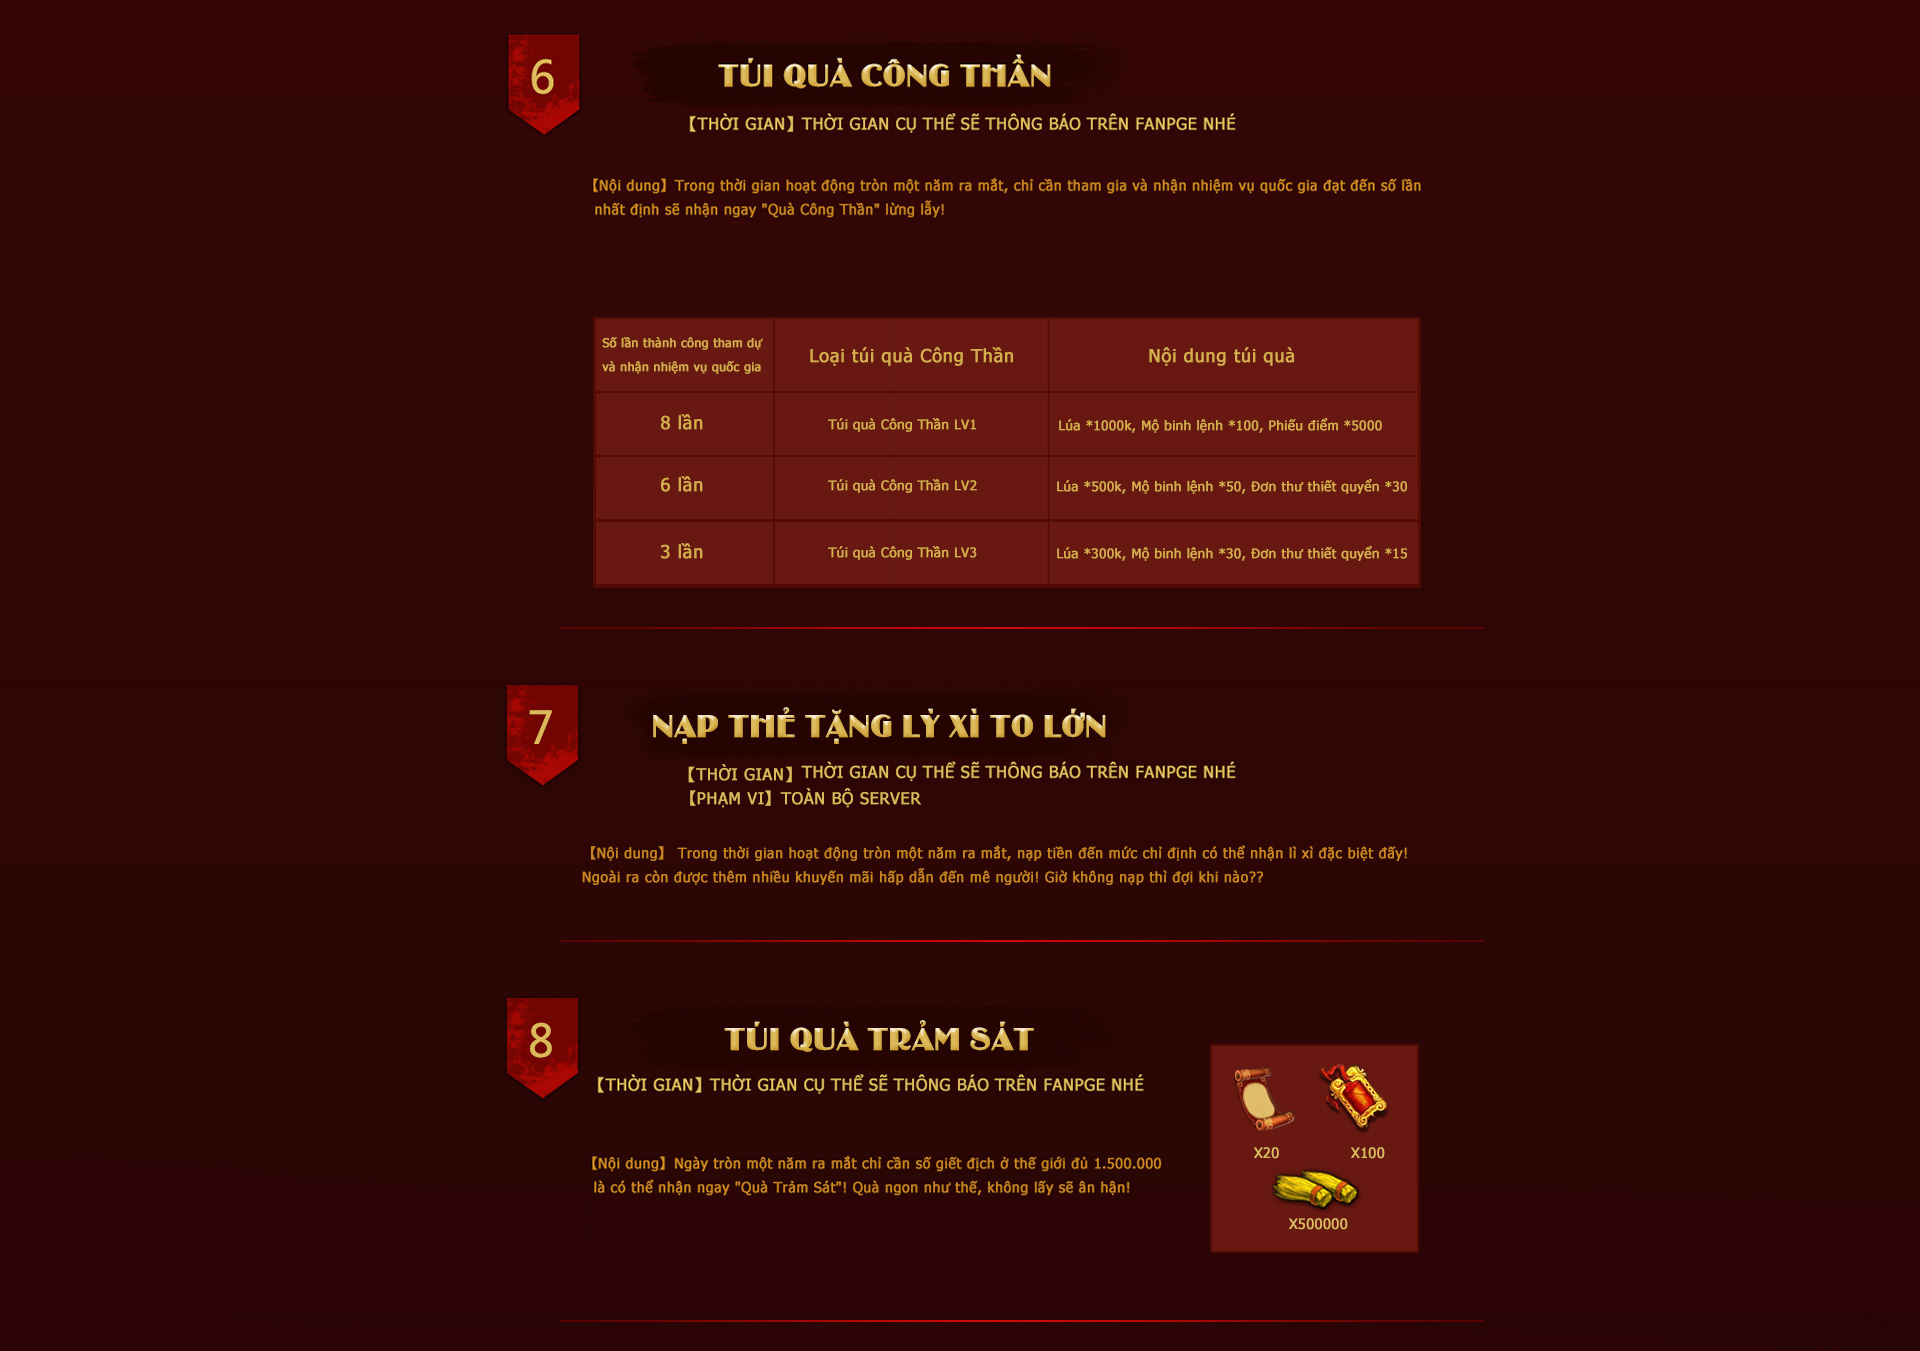 6
TÚI QUÀ CÔNG THẦN
【THỜI GIAN】THỜI GIAN CỤ THỂ SẼ THÔNG BÁO TRÊN FANPGE NHÉ
【Nội dung】Trong thời gian hoạt động tròn một năm ra mắt, chỉ cần tham gia và nhận nhiệm vụ quốc gia đạt đến số lần
nhất định sẽ nhận ngay "Quà Công Thần" lừng lẫy!
Số lần thành công tham dự
và nhận nhiệm vụ quốc gia
Loại túi quà Công Thần
Nội dung túi quà
8 lần
Túi quà Công Thần LV1
Lúa *1000k, Mộ binh lệnh *100, Phiếu điểm *5000
6 lần
Túi quà Công Thần LV2
Lúa *500k, Mộ binh lệnh *50, Đơn thư thiết quyển *30
3 lần
Túi quà Công Thần LV3
Lúa *300k, Mộ binh lệnh *30, Đơn thư thiết quyển *15
7
NẠP THẺ TẶNG LÝ XÌ TO LỚN
【THỜI GIAN】THỜI GIAN CỤ THỂ SẼ THÔNG BÁO TRÊN FANPGE NHÉ
【PHẠM VI】TOÀN BỘ SERVER
【Nội dung】 Trong thời gian hoạt động tròn một năm ra mắt, nạp tiền đến mức chỉ định có thể nhận lì xì đặc biệt đấy!
Ngoài ra còn được thêm nhiều khuyến mãi hấp dẫn đến mê người! Giờ không nạp thì đợi khi nào??
8
TÚI QUÀ TRẢM SÁT
【THỜI GIAN】THỜI GIAN CỤ THỂ SẼ THÔNG BÁO TRÊN FANPGE NHÉ
【Nội dung】Ngày tròn một năm ra mắt chỉ cần số giết địch ở thế giới đủ 1.500.000
là có thể nhận ngay "Quà Trảm Sát"! Quà ngon như thế, không lấy sẽ ân hận!
X20
X100
X500000